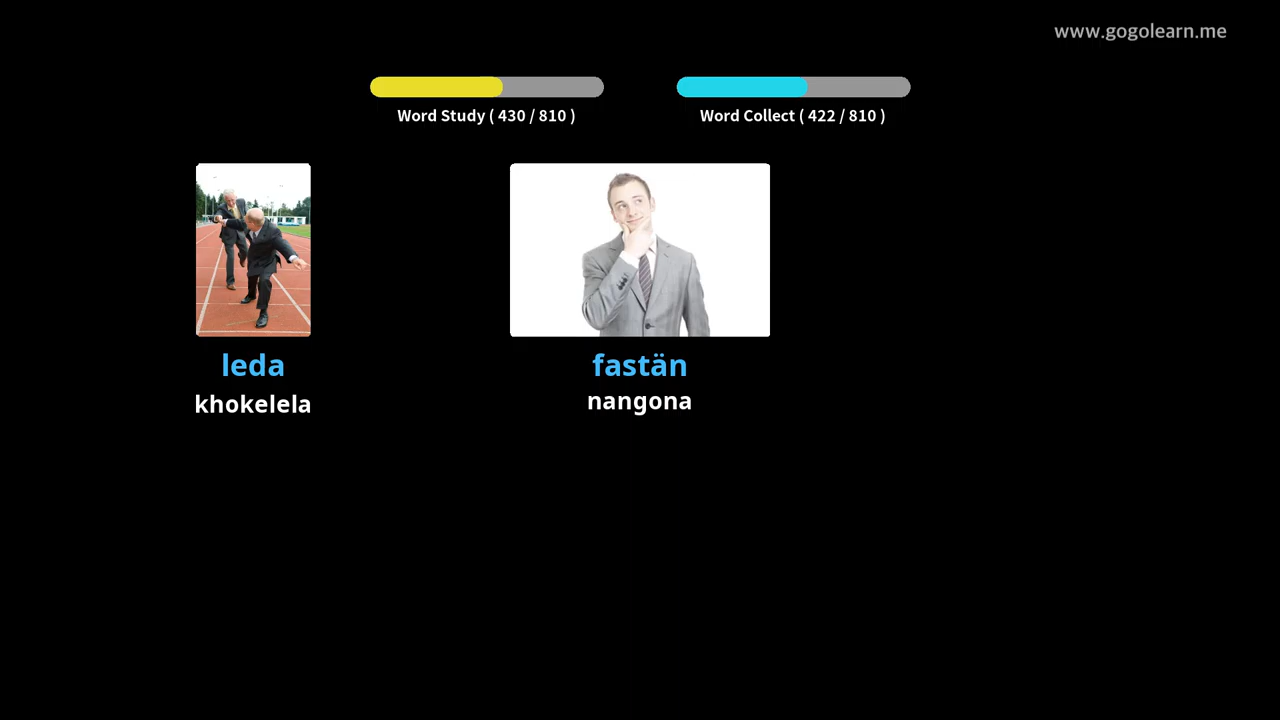 www.gogolearn.me
Word Study ( 430 / 810 )
Word Collect ( 422 / 810 )
leda
khokelela
fastän
nangona